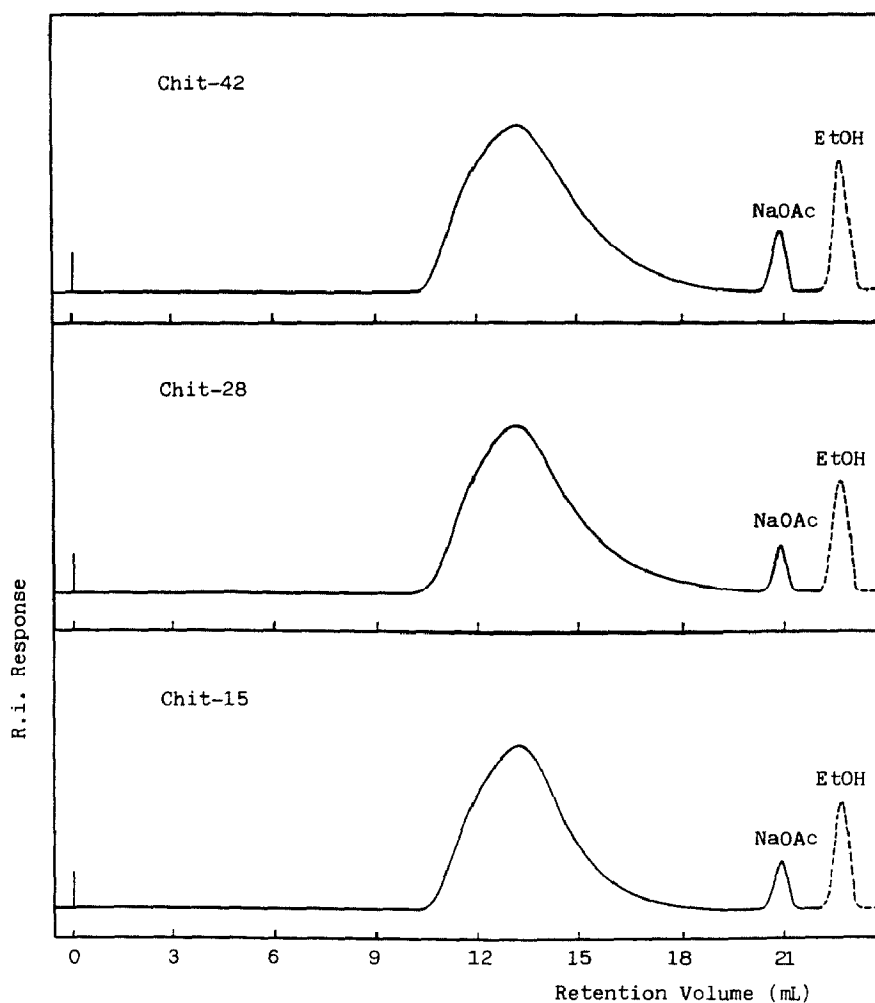 Chit-42
EtOH
NaOAc
Chit-28
EtOH
NaOAc
Chit-15
EtOH
NaOAc
R.i. Response
0 3 6 9 12 15 18 21
Retention Volume (mL)